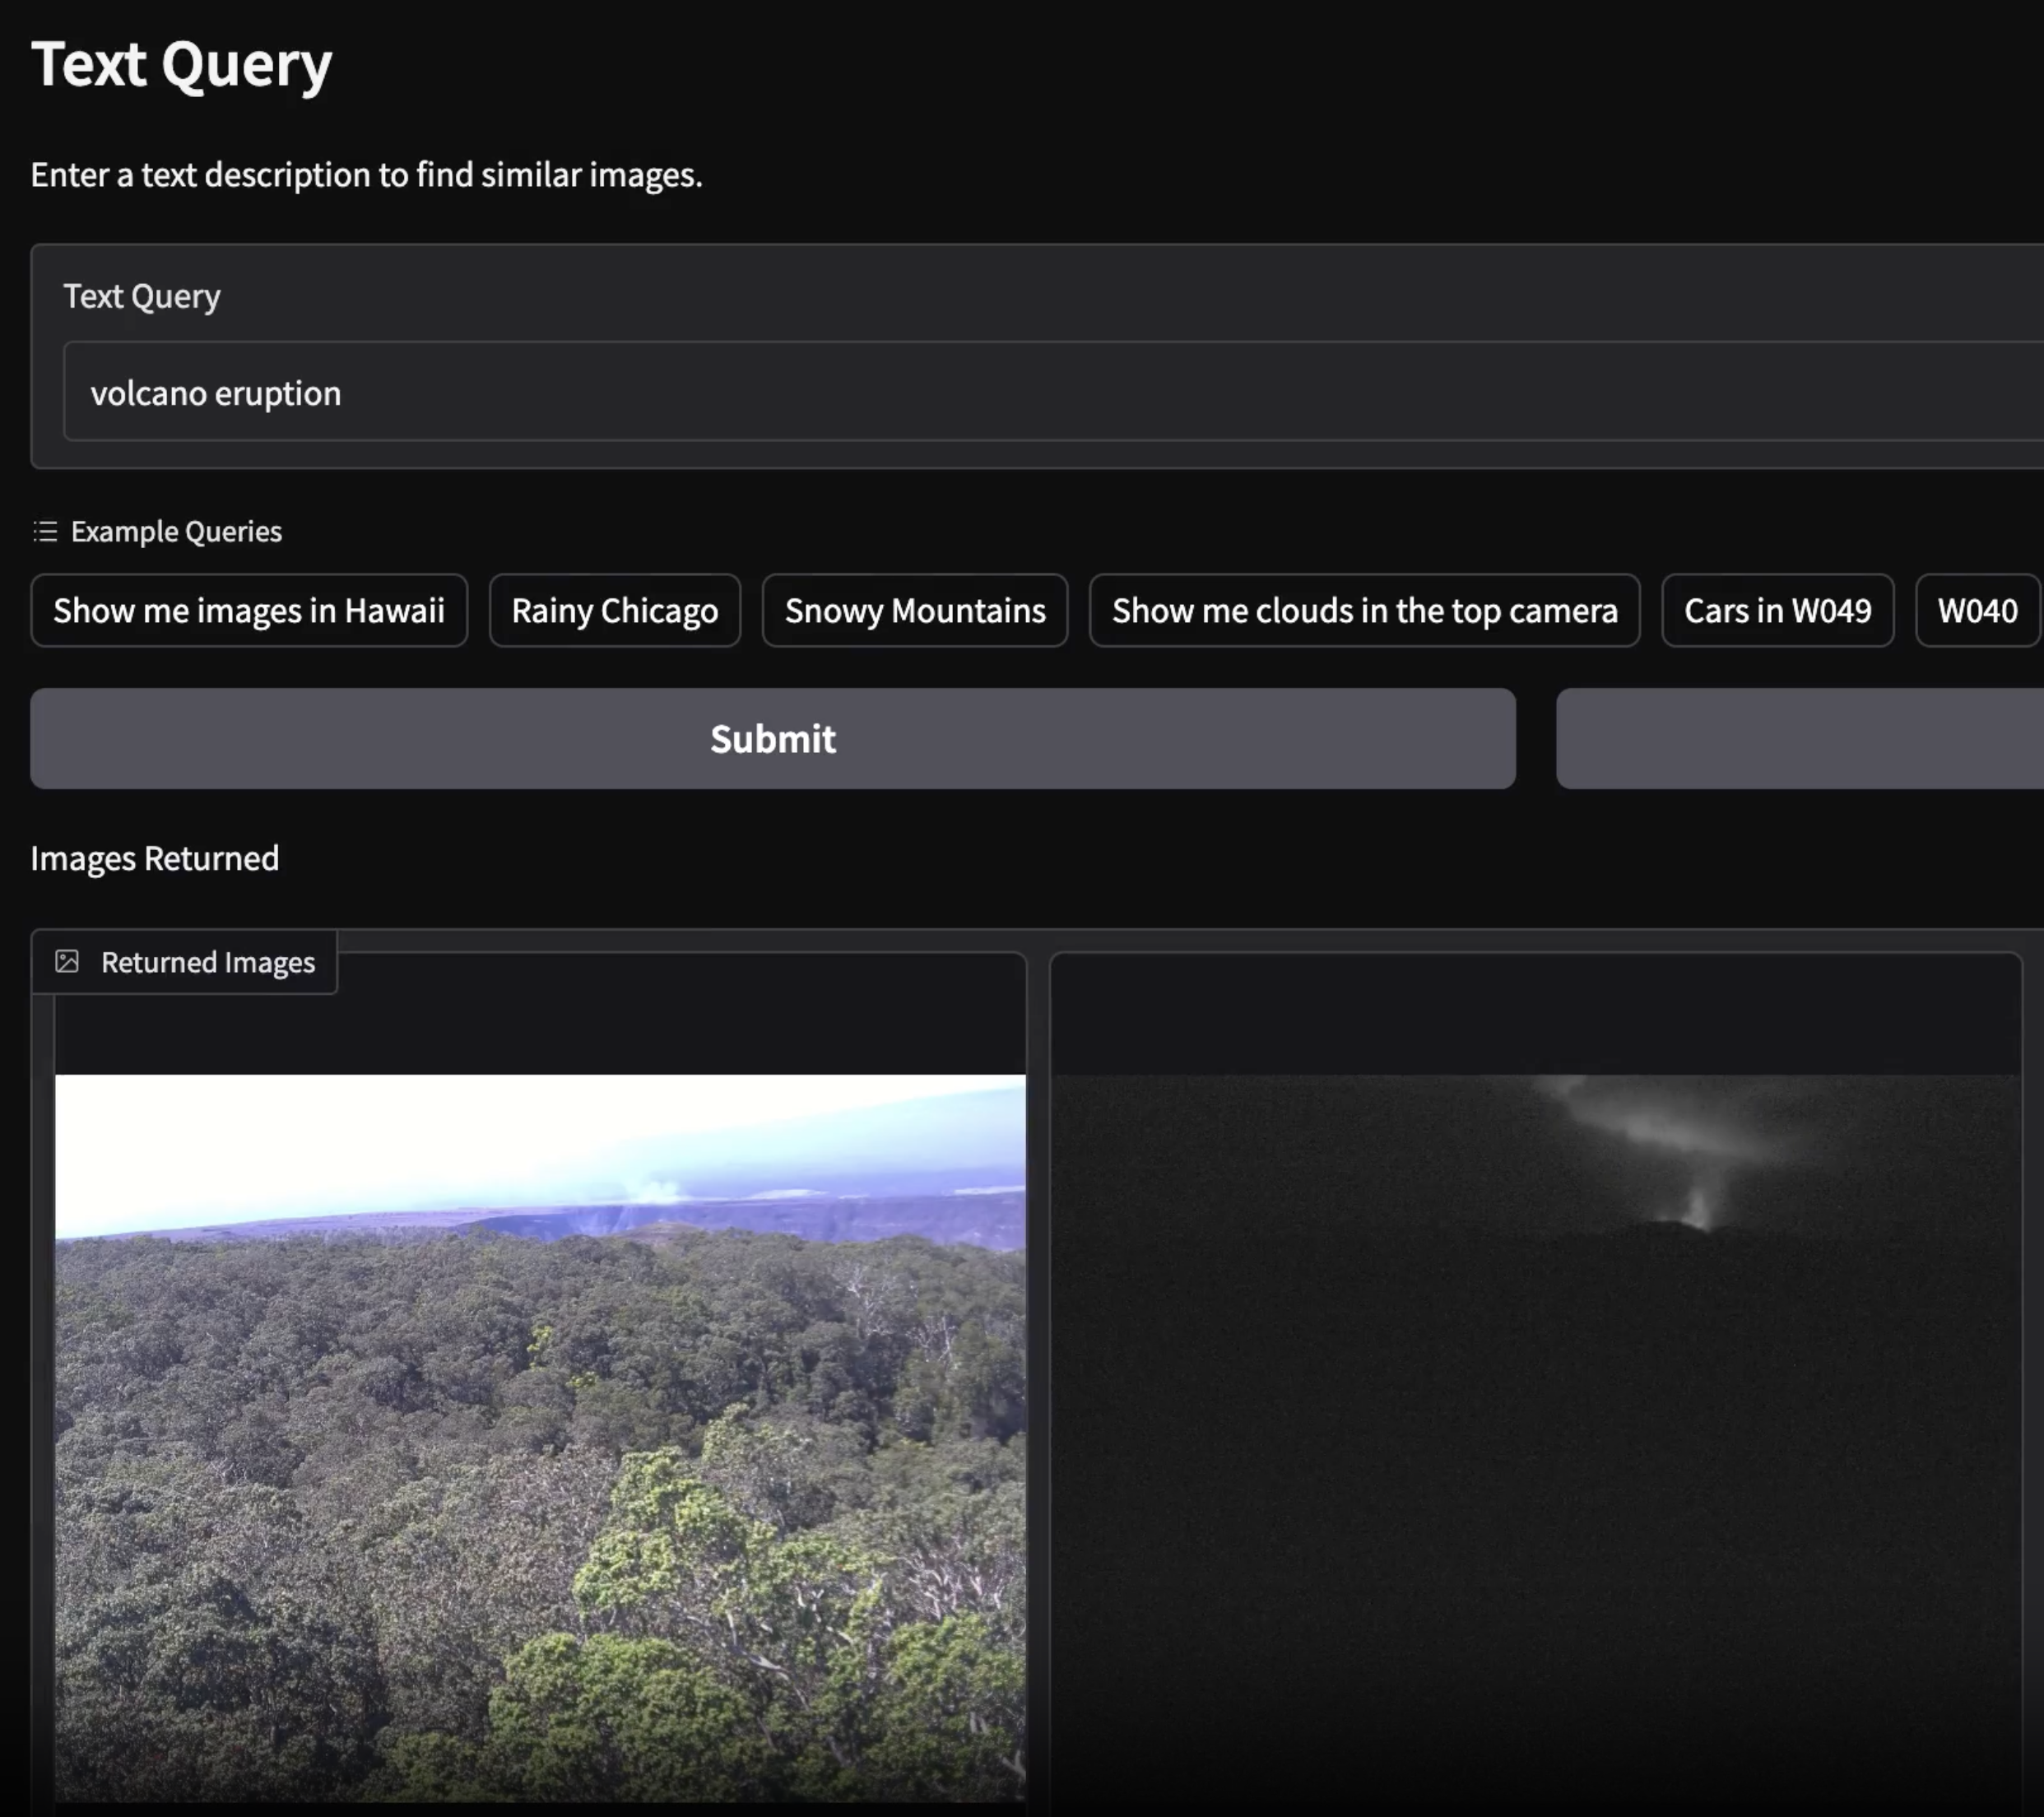 Text Query
Enter a text description to find similar images.
Text Query
volcano eruption
Example Queries
Show me images in Hawaii Rainy Chicago Snowy Mountains Show me clouds in the top camera Cars in W049 W040
Submit
Images Returned
Returned Images